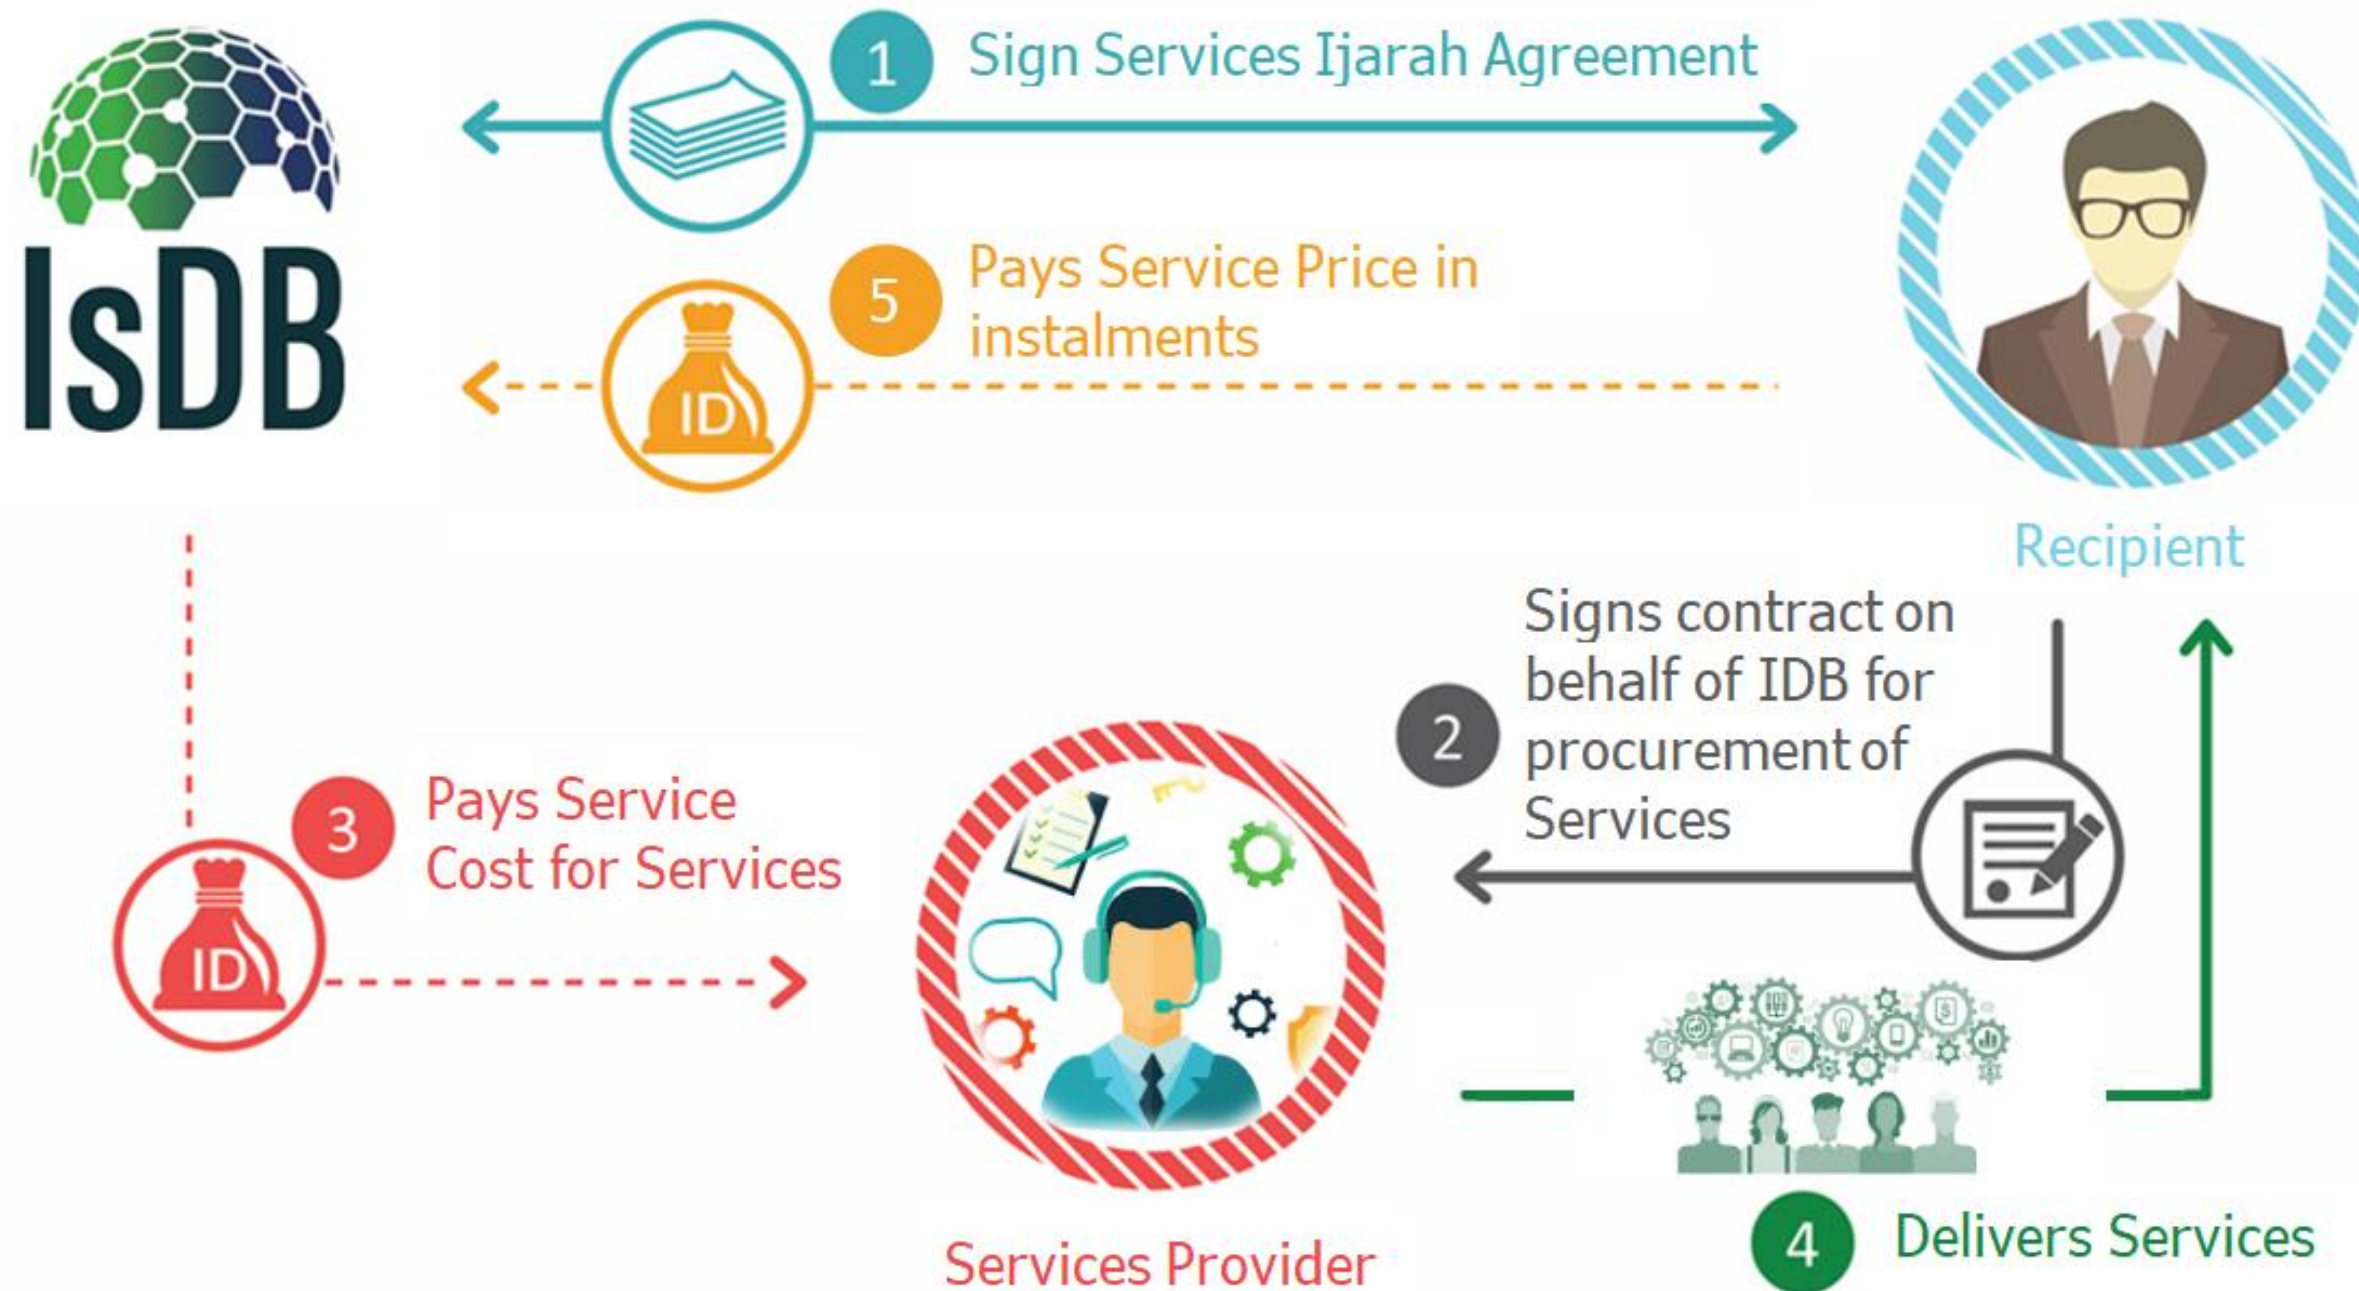 IsDB
1
Sign Services Ijarah Agreement
5
Pays Service Price in
instalments
ID
Recipient
2
Signs contract on
behalf of IDB for
procurement of
Services
3
Pays Service
Cost for Services
ID
Services Provider
4
Delivers Services